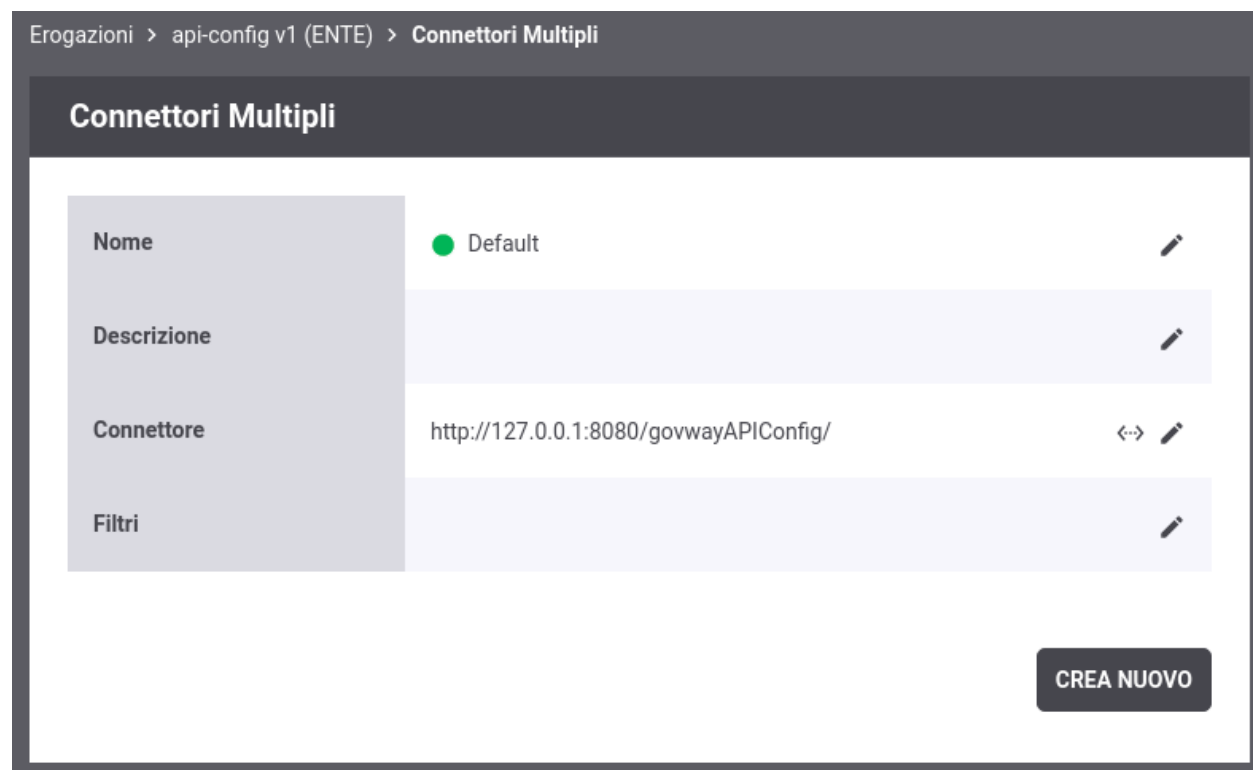 Erogazioni > api-config v1 (ENTE) > Connettori Multipli
Connettori Multipli
Nome Default
Descrizione
Connettore http://127.0.0.1:8080/govwayAPIConfig/
Filtri
CREA NUOVO